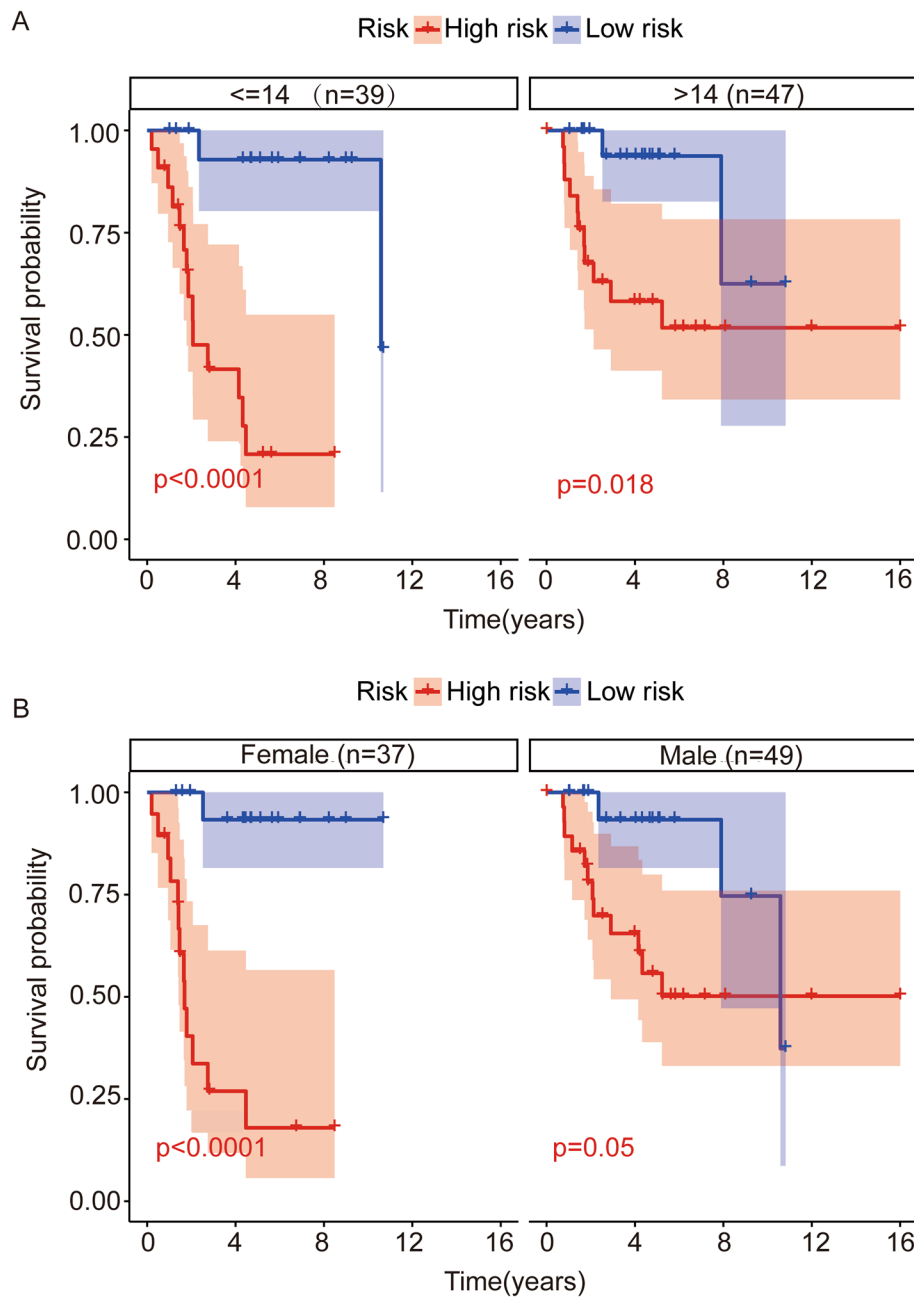 A
Risk High risk Low risk
<=14 （n=39） >14 (n=47)
Survival probability
1.00
0.75
0.50
0.25
0.00
p<0.0001 p=0.018
0 4 8 12 16 0 4 8 12 16
Time(years)
B
Risk High risk Low risk
Female (n=37) Male (n=49)
Survival probability
1.00
0.75
0.50
0.25
0.00
p<0.0001 p=0.05
0 4 8 12 16 0 4 8 12 16
Time(years)